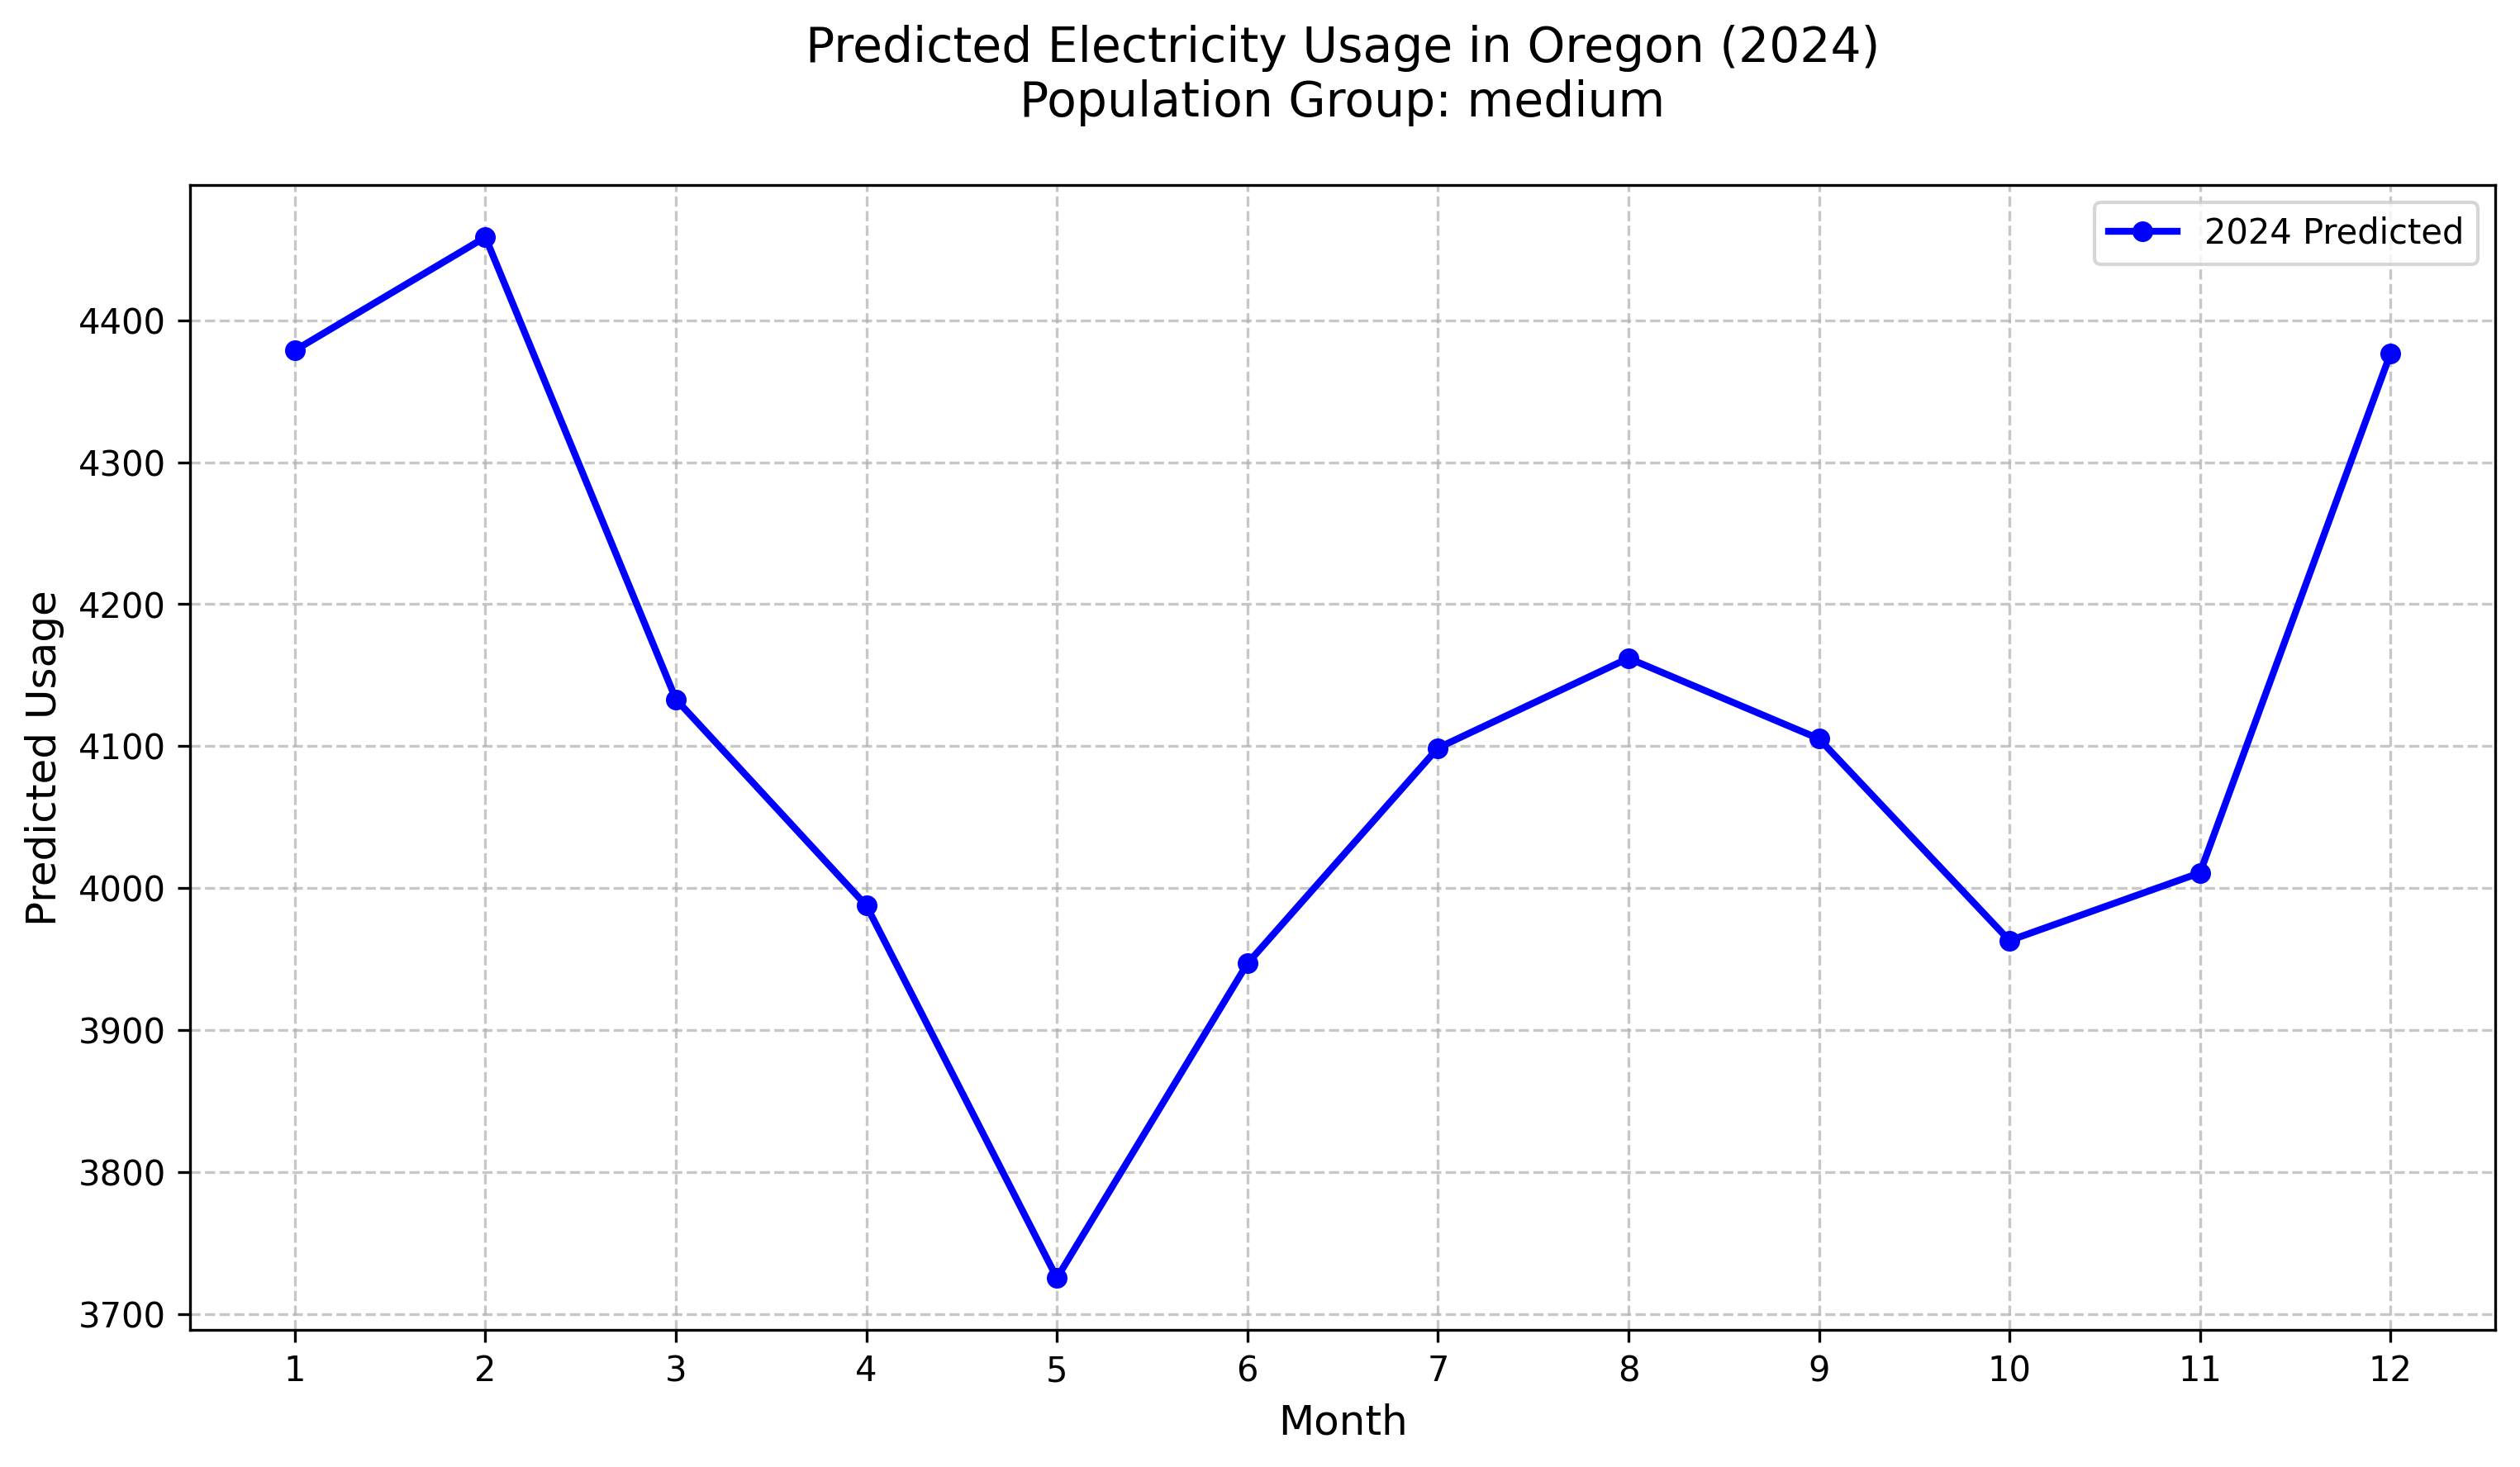 Predicted Electricity Usage in Oregon (2024)
Population Group: medium
2024 Predicted
Predicted Usage
4400
4300
4200
4100
4000
3900
3800
3700
1 2 3 4 5 6 7 8 9 10 11 12
Month